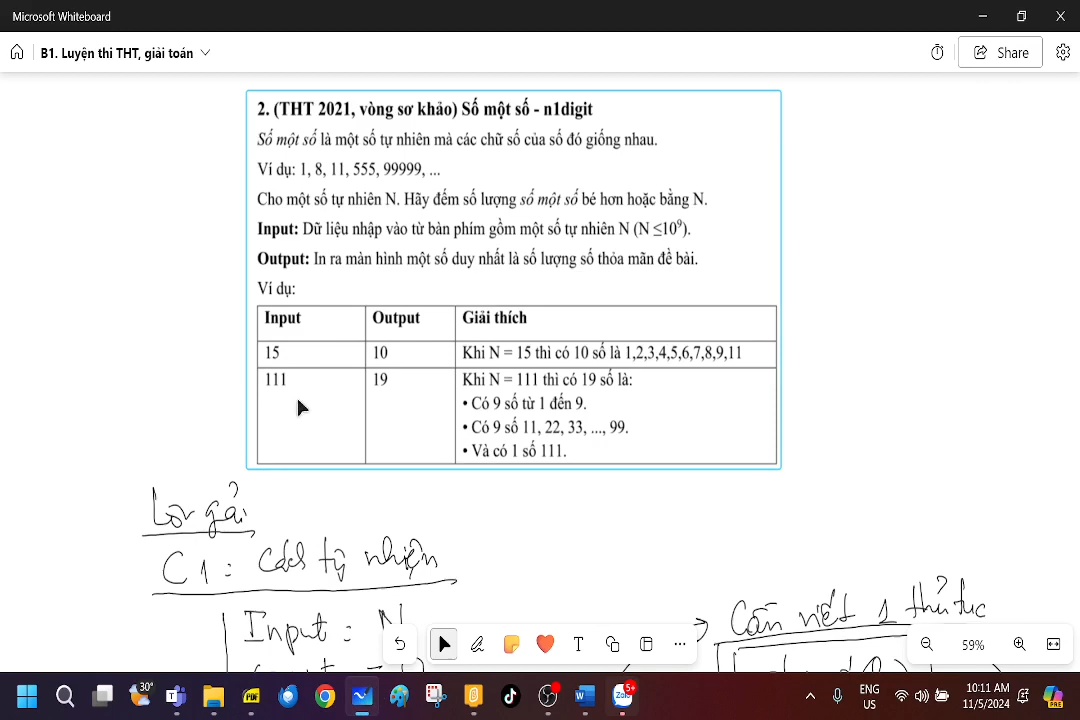 Microsoft Whiteboard
B1. Luyện thi THT, giải toán
Share
2. (THT 2021, vòng sơ khảo) Số một số - n1digit
Số một số là một số tự nhiên mà các chữ số của số đó giống nhau.
Ví dụ: 1, 8, 11, 555, 99999, ...
Cho một số tự nhiên N. Hãy đếm số lượng số một số bé hơn hoặc bằng N.
Input: Dữ liệu nhập vào từ bàn phím gồm một số tự nhiên N (N ≤10⁹).
Output: In ra màn hình một số duy nhất là số lượng số thỏa mãn đề bài.
Ví dụ:
Input Output Giải thích
15 10 Khi N = 15 thì có 10 số là 1,2,3,4,5,6,7,8,9,11
111 19 Khi N = 111 thì có 19 số là:
• Có 9 số từ 1 đến 9.
• Có 9 số 11, 22, 33, ..., 99.
• Và có 1 số 111.
Lời giải
C1: Cách tự nhiên
Input: N
Cần viết 1 thủ tục
59%
30°
ENG
US
10:11 AM
11/5/2024